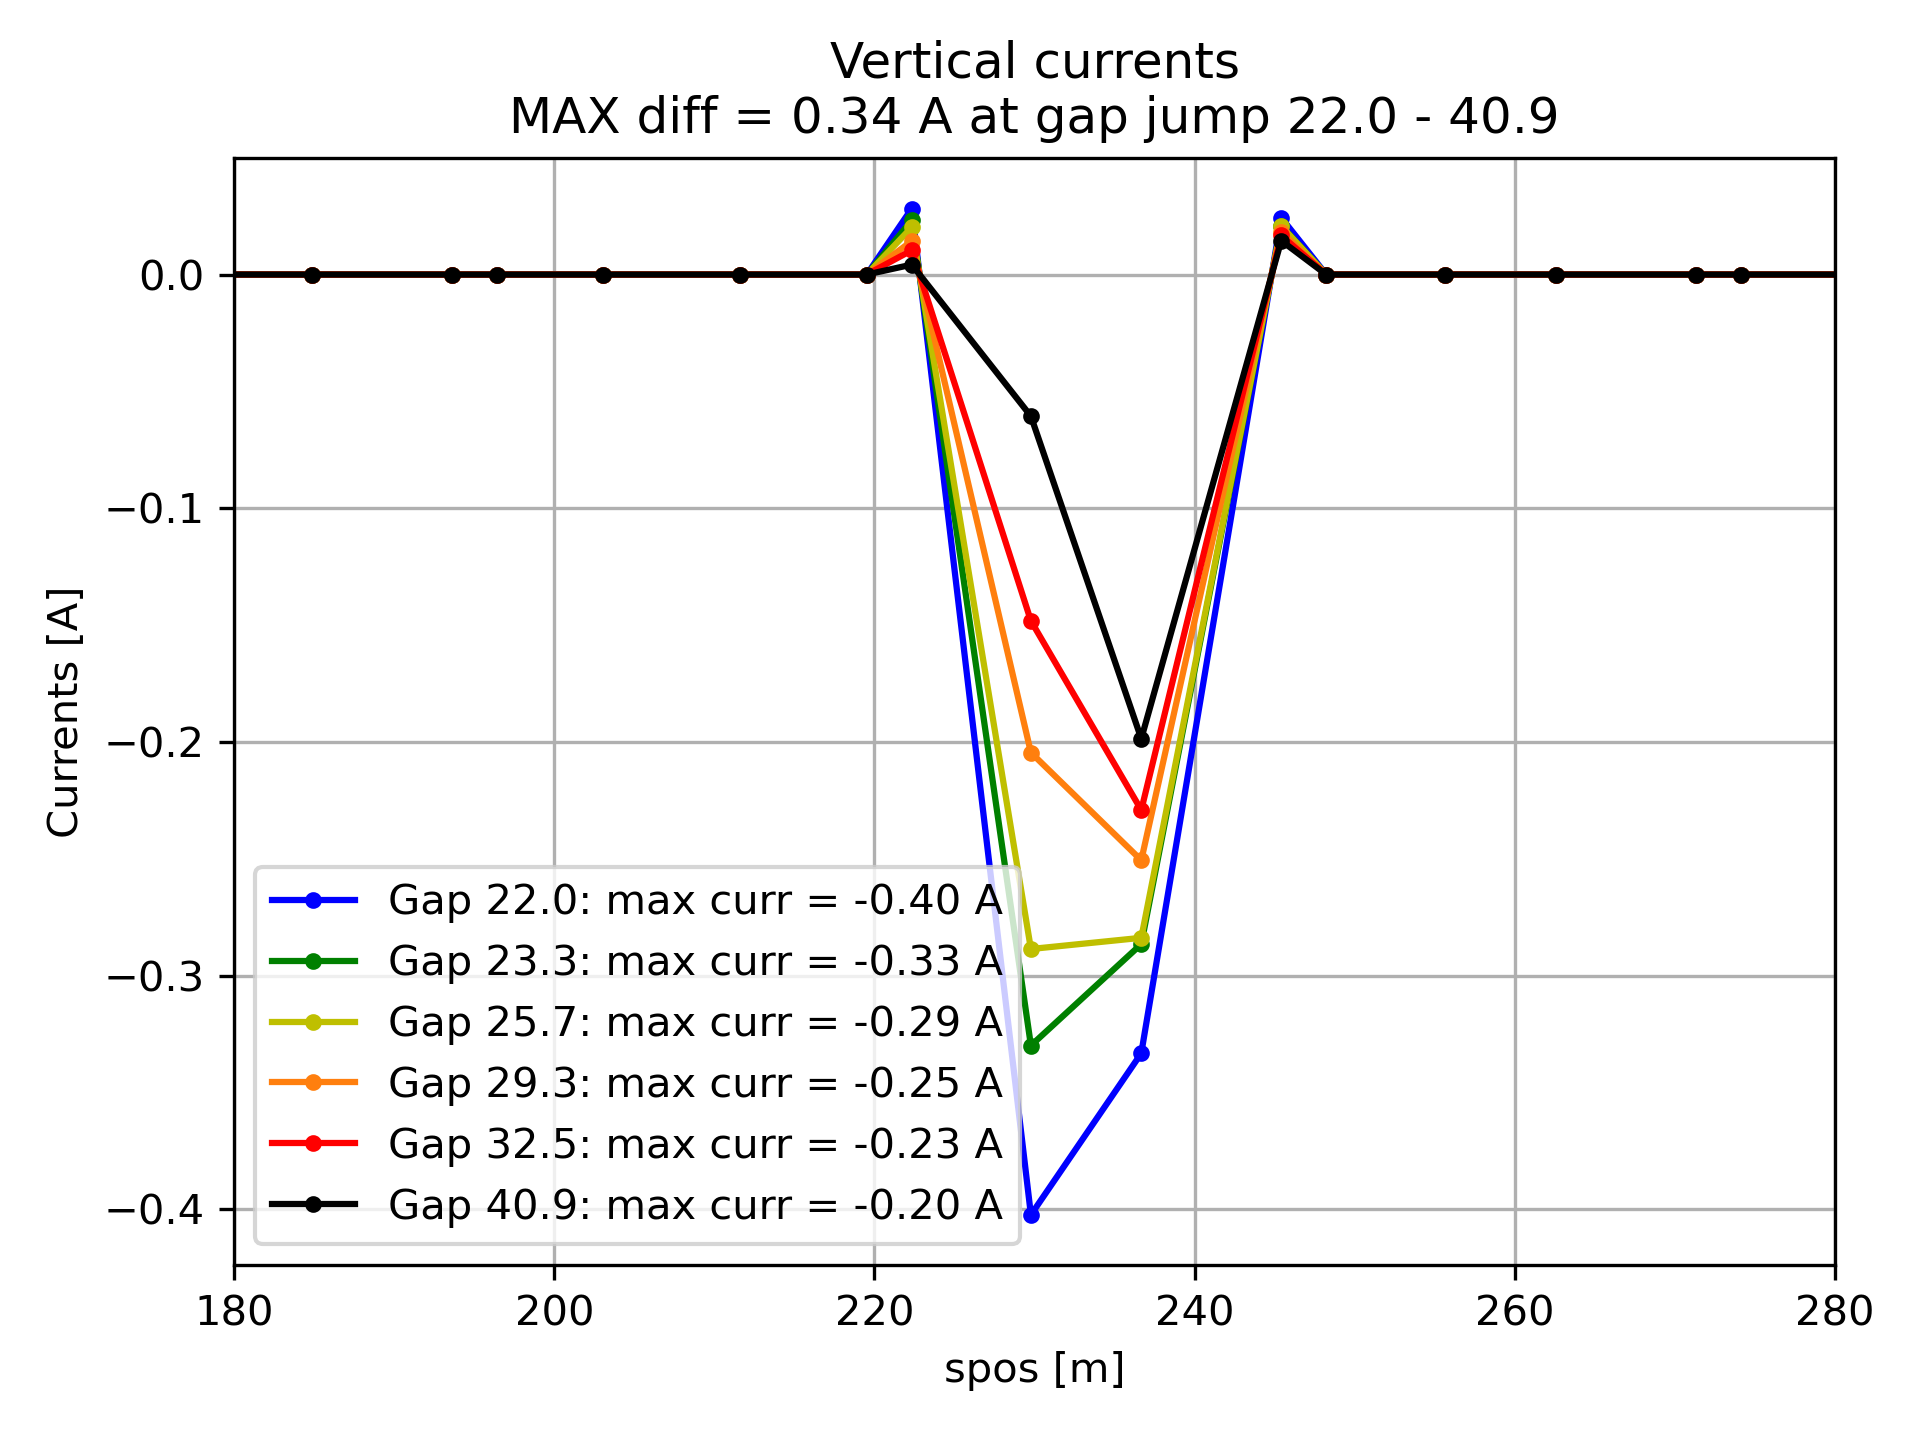 Vertical currents
MAX diff = 0.34 A at gap jump 22.0 - 40.9
0.0
−0.1
−0.2
−0.3
−0.4
Currents [A]
Gap 22.0: max curr = -0.40 A
Gap 23.3: max curr = -0.33 A
Gap 25.7: max curr = -0.29 A
Gap 29.3: max curr = -0.25 A
Gap 32.5: max curr = -0.23 A
Gap 40.9: max curr = -0.20 A
180 200 220 240 260 280
spos [m]